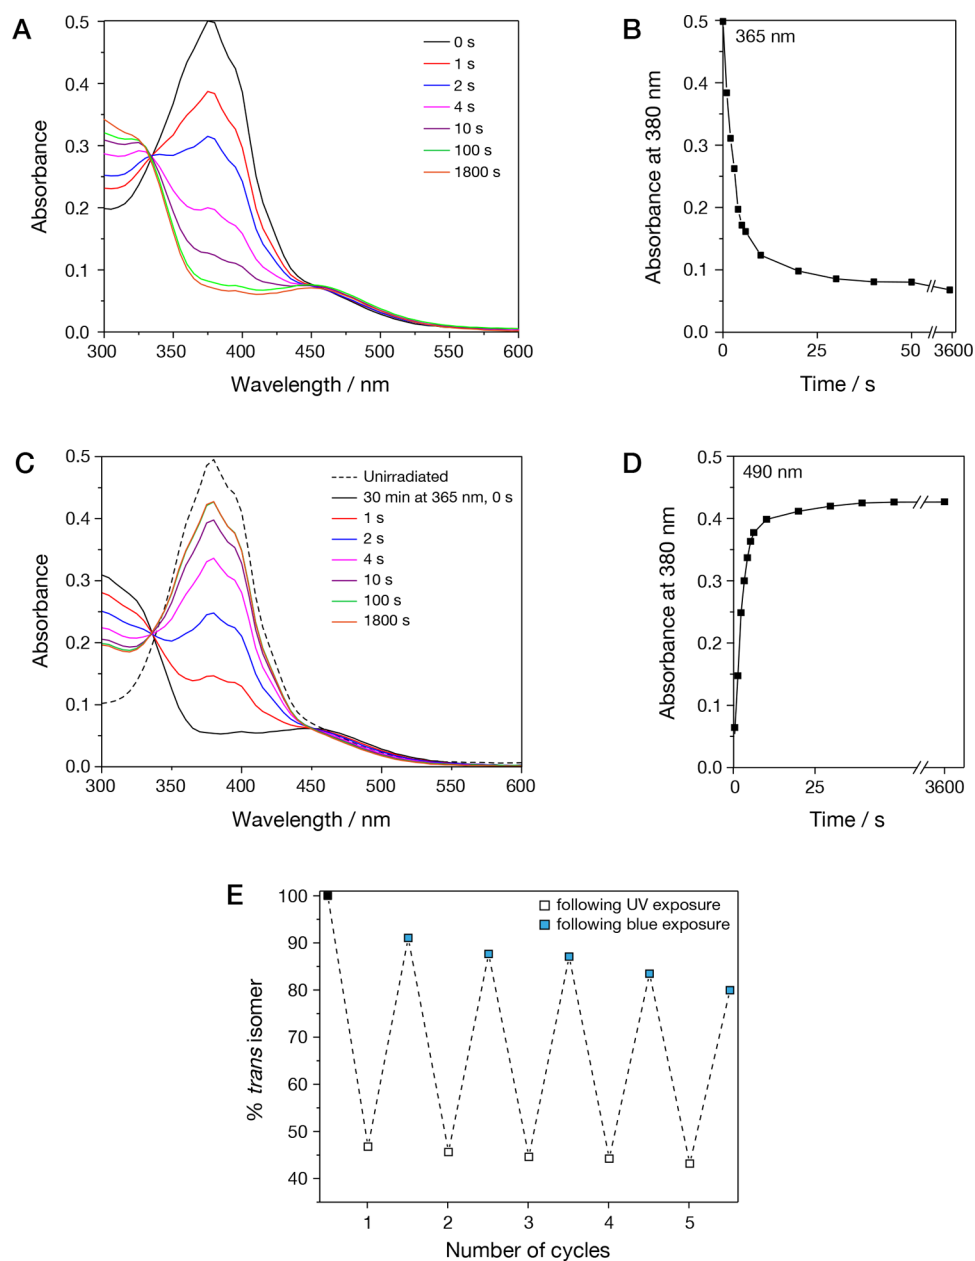 A
0.5
0.4
0.3
0.2
0.1
0.0
Absorbance
300 350 400 450 500 550 600
Wavelength / nm
0 s
1 s
2 s
4 s
10 s
100 s
1800 s
B
365 nm
0.5
0.4
0.3
0.2
0.1
0.0
Absorbance at 380 nm
0 25 50 3600
Time / s
C
0.5
0.4
0.3
0.2
0.1
0.0
Absorbance
300 350 400 450 500 550 600
Wavelength / nm
Unirradiated
30 min at 365 nm, 0 s
1 s
2 s
4 s
10 s
100 s
1800 s
D
490 nm
0.5
0.4
0.3
0.2
0.1
0.0
Absorbance at 380 nm
0 25 3600
Time / s
E
100
90
80
70
60
50
40
% trans isomer
following UV exposure
following blue exposure
1 2 3 4 5
Number of cycles